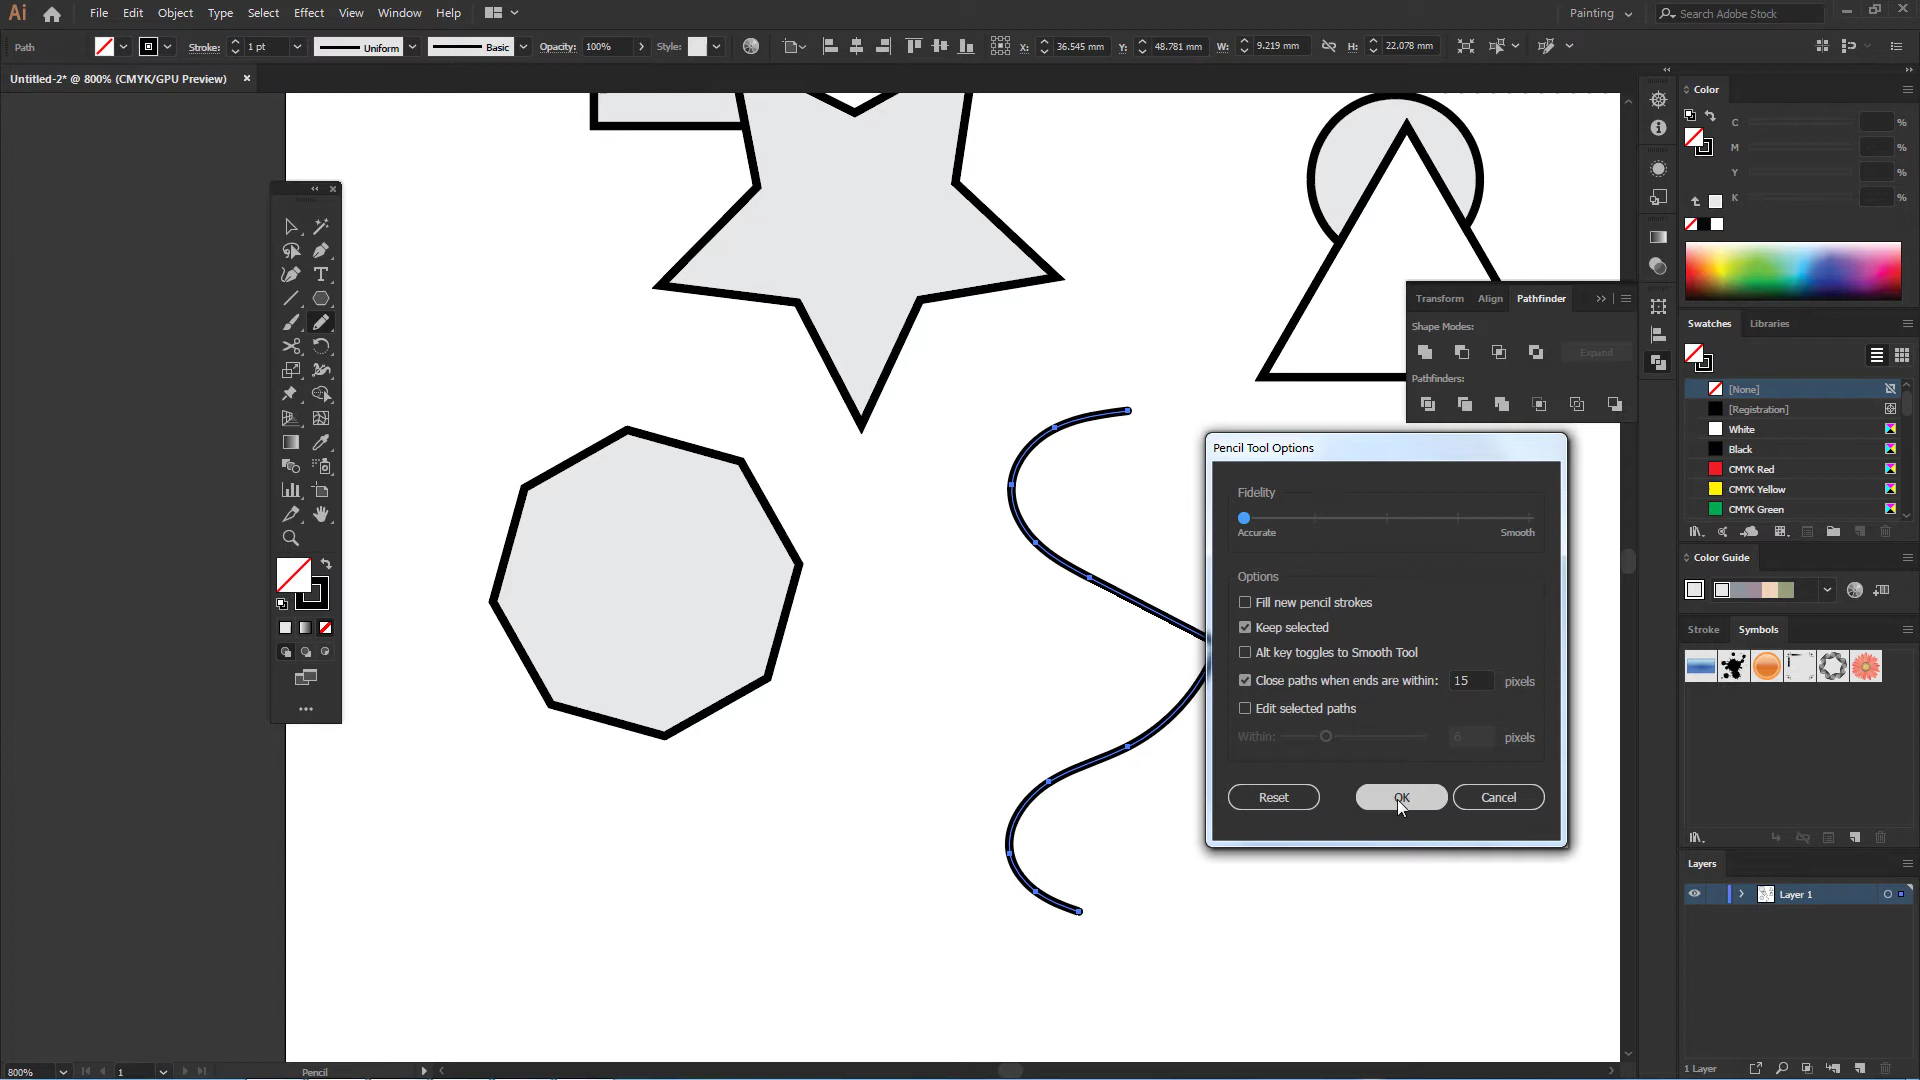 Ai File Edit Object Type Select Effect View Window Help Painting Search Adobe Stock
Path Stroke: 1 pt Uniform Basic Opacity: 100% Style: X: 36.545 mm Y: 48.781 mm W: 9.219 mm H: 22.078 mm
Untitled-2* @ 800% (CMYK/GPU Preview)
Color
C %
M %
Y %
K %
Transform Align Pathfinder
Shape Modes:
Expand
Pathfinders:
Swatches Libraries
[None]
[Registration]
White
Black
CMYK Red
CMYK Yellow
CMYK Green
Pencil Tool Options
Fidelity
Accurate Smooth
Options
Fill new pencil strokes
Keep selected
Alt key toggles to Smooth Tool
Close paths when ends are within: 15 pixels
Edit selected paths
Within: 6 pixels
Reset OK Cancel
Color Guide
Stroke Symbols
Layers
Layer 1
1 Layer
800% 1 Pencil